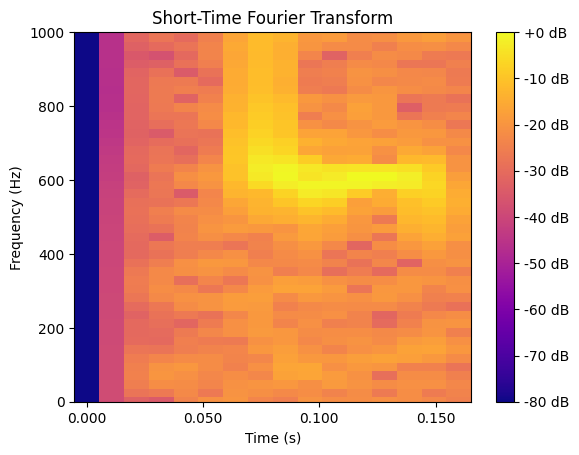 Short-Time Fourier Transform
1000
800
600
400
200
0
Frequency (Hz)
0.000
0.050
0.100
0.150
Time (s)
+0 dB
-10 dB
-20 dB
-30 dB
-40 dB
-50 dB
-60 dB
-70 dB
-80 dB